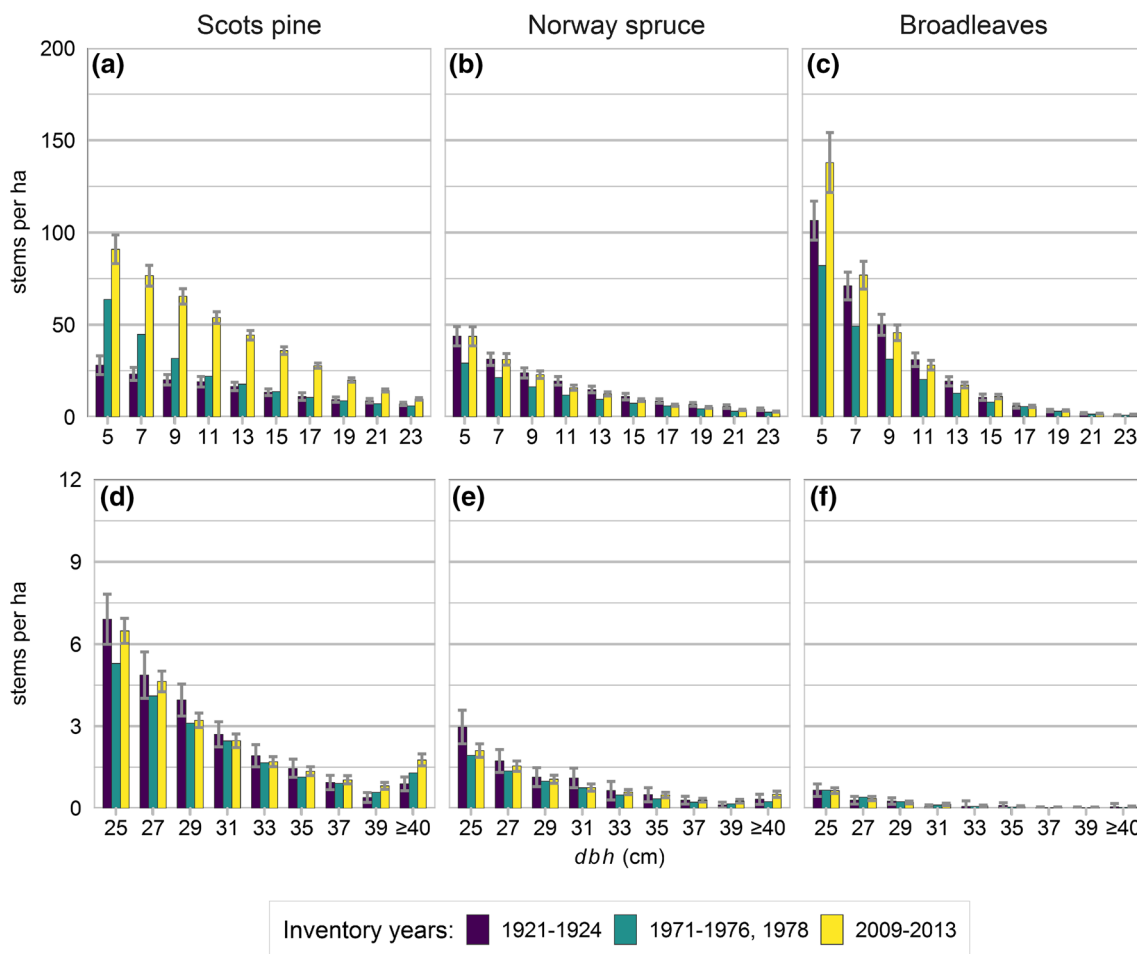 Scots pine Norway spruce Broadleaves
200 (a) (b) (c)
150
100
50
0
stems per ha
5 7 9 11 13 15 17 19 21 23 5 7 9 11 13 15 17 19 21 23 5 7 9 11 13 15 17 19 21 23
12 (d) (e) (f)
9
6
3
0
stems per ha
25 27 29 31 33 35 37 39 ≥40 25 27 29 31 33 35 37 39 ≥40 25 27 29 31 33 35 37 39 ≥40
dbh (cm)
Inventory years: 1921-1924 1971-1976, 1978 2009-2013